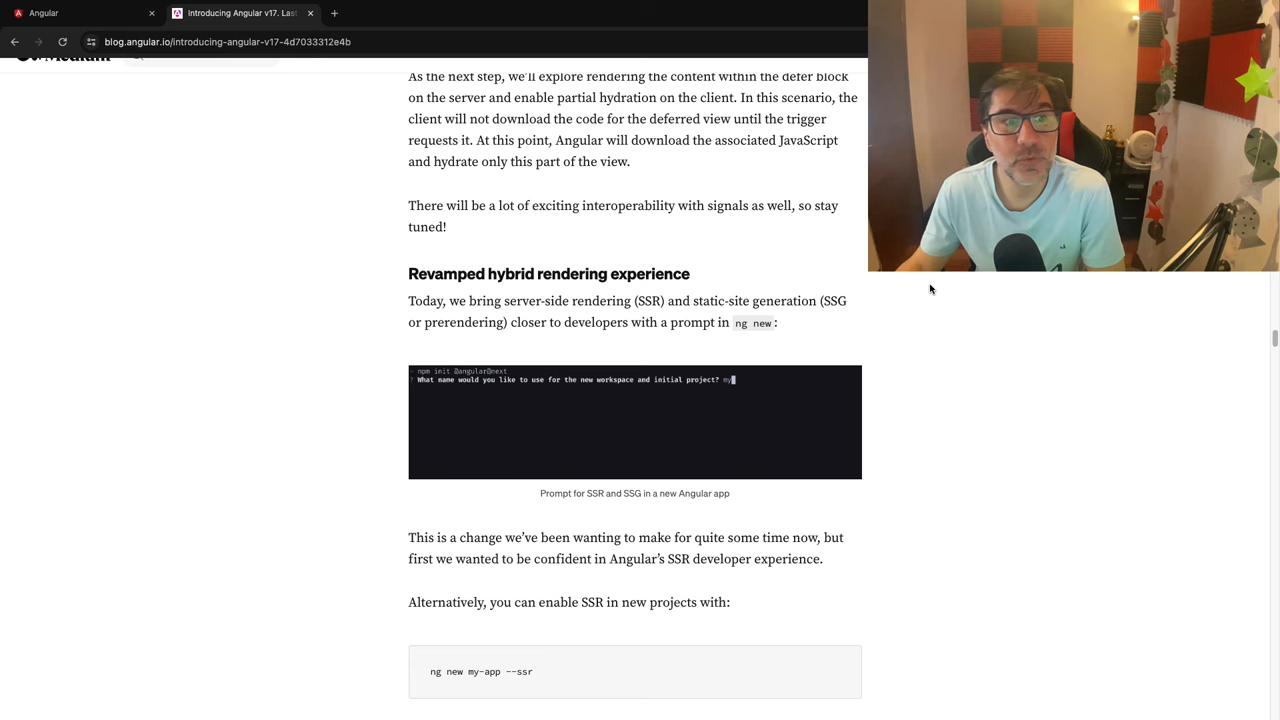 Angular
Introducing Angular v17. Last
blog.angular.io/introducing-angular-v17-4d7033312e4b
As the next step, we'll explore rendering the content within the defer block
on the server and enable partial hydration on the client. In this scenario, the
client will not download the code for the deferred view until the trigger
requests it. At this point, Angular will download the associated JavaScript
and hydrate only this part of the view.
There will be a lot of exciting interoperability with signals as well, so stay
tuned!
Revamped hybrid rendering experience
Today, we bring server-side rendering (SSR) and static-site generation (SSG
or prerendering) closer to developers with a prompt in ng new:
npm init @angular@next
? What name would you like to use for the new workspace and initial project? my
Prompt for SSR and SSG in a new Angular app
This is a change we’ve been wanting to make for quite some time now, but
first we wanted to be confident in Angular’s SSR developer experience.
Alternatively, you can enable SSR in new projects with:
ng new my-app --ssr